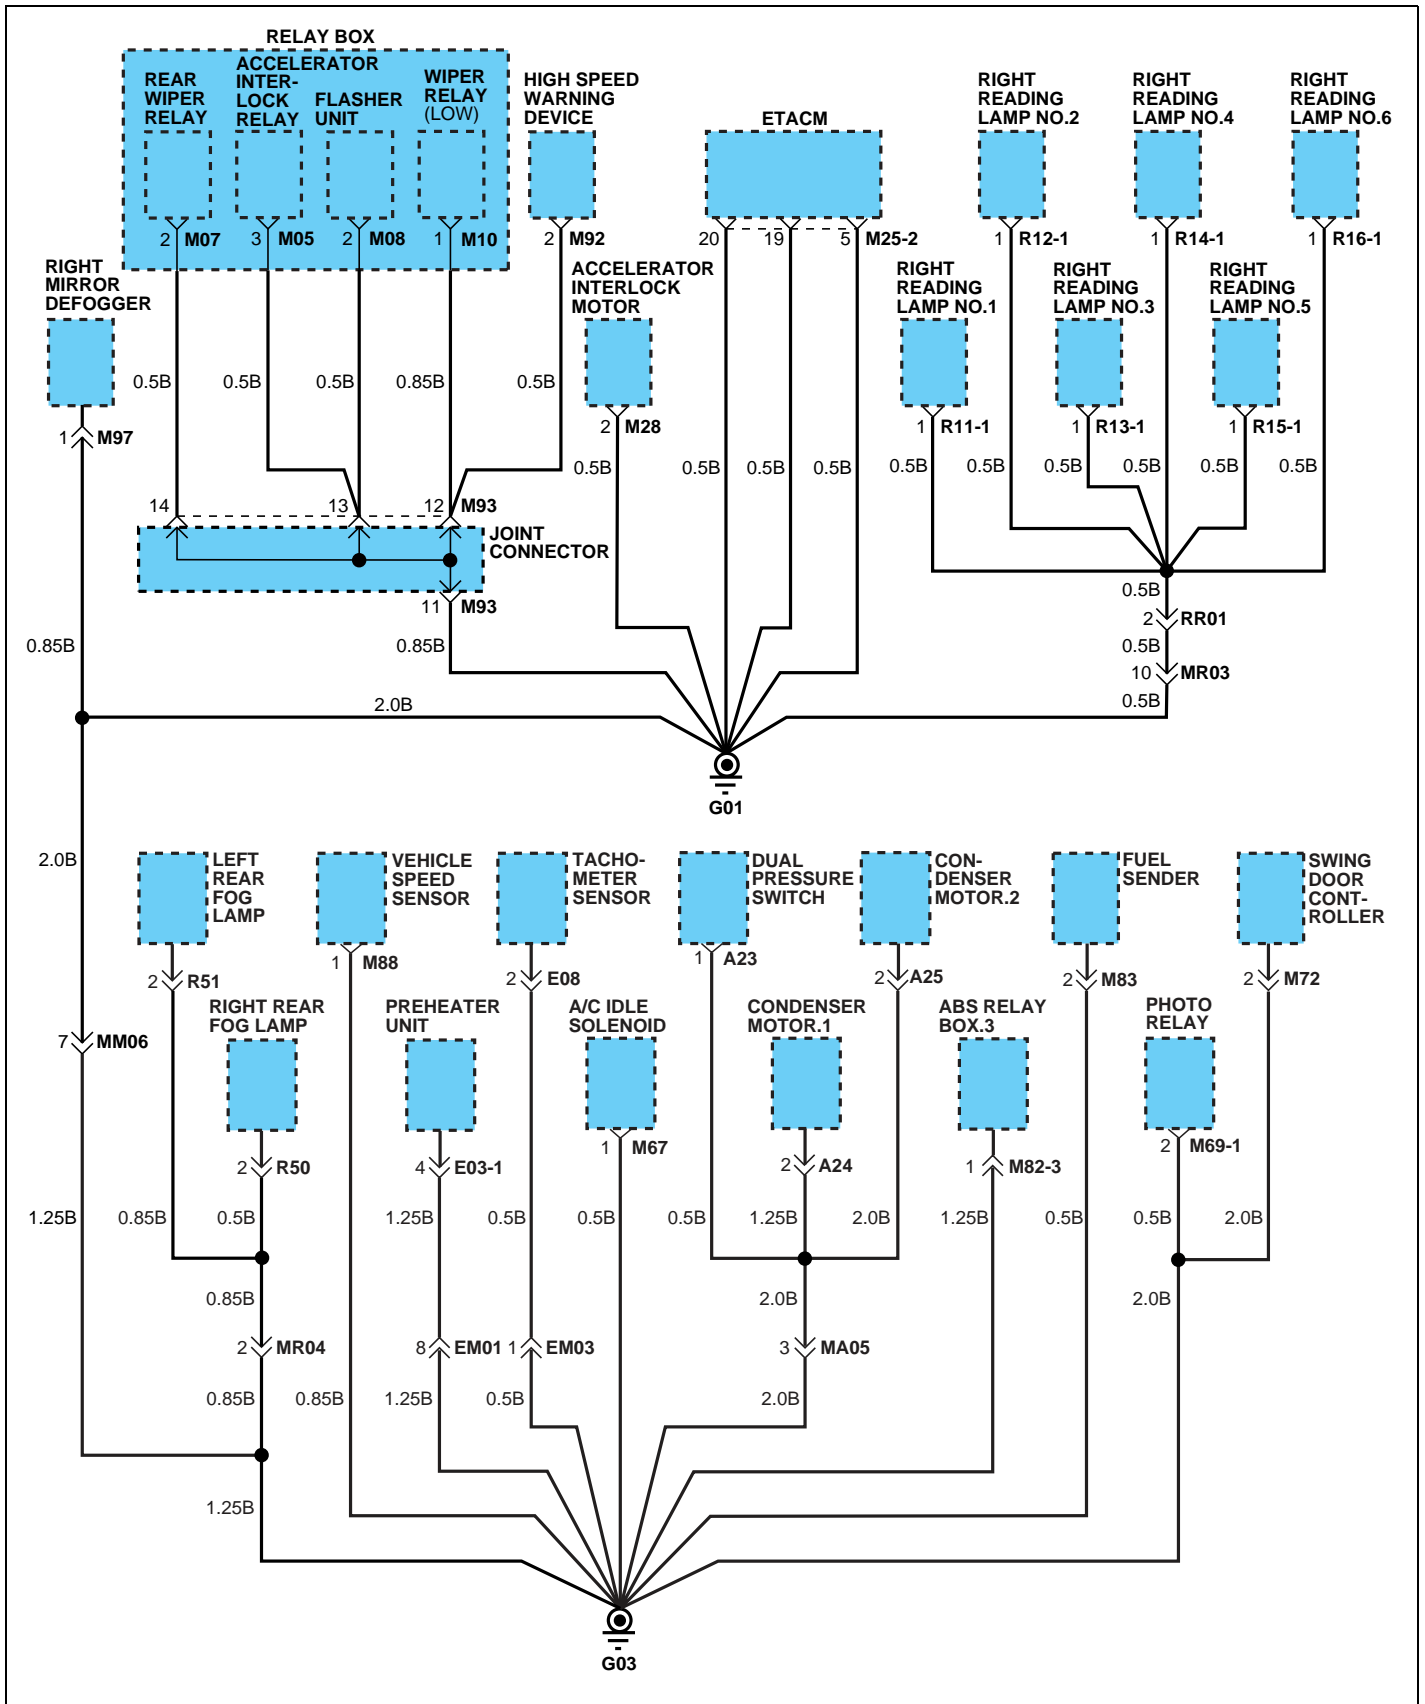 RELAY BOX
REAR
WIPER
RELAY
ACCELERATOR
INTER-
LOCK
RELAY
FLASHER
UNIT
WIPER
RELAY
(LOW)
HIGH SPEED
WARNING
DEVICE
ETACM
RIGHT
READING
LAMP NO.2
RIGHT
READING
LAMP NO.4
RIGHT
READING
LAMP NO.6
2 M07
3 M05
2 M08
1 M10
2 M92
20
19
5 M25-2
1 R12-1
1 R14-1
1 R16-1
RIGHT
MIRROR
DEFOGGER
ACCELERATOR
INTERLOCK
MOTOR
RIGHT
READING
LAMP NO.1
RIGHT
READING
LAMP NO.3
RIGHT
READING
LAMP NO.5
0.5B
0.5B
0.5B
0.85B
0.5B
1 M97
2 M28
1 R11-1
1 R13-1
1 R15-1
0.5B
0.5B
0.5B
0.5B
0.5B
0.5B
0.5B
0.5B
0.5B
0.5B
14
13
12 M93
JOINT
CONNECTOR
11 M93
0.5B
2 RR01
0.85B
0.85B
0.5B
10 MR03
0.5B
2.0B
G01
2.0B
LEFT
REAR
FOG
LAMP
VEHICLE
SPEED
SENSOR
TACHO-
METER
SENSOR
DUAL
PRESSURE
SWITCH
CON-
DENSER
MOTOR.2
FUEL
SENDER
SWING
DOOR
CONT-
ROLLER
2 R51
1 M88
2 E08
1 A23
2 A25
2 M83
2 M72
RIGHT REAR
FOG LAMP
PREHEATER
UNIT
A/C IDLE
SOLENOID
CONDENSER
MOTOR.1
ABS RELAY
BOX.3
PHOTO
RELAY
7 MM06
2 R50
4 E03-1
1 M67
2 A24
1 M82-3
2 M69-1
1.25B
0.85B
0.5B
1.25B
0.5B
0.5B
0.5B
1.25B
2.0B
1.25B
0.5B
0.5B
2.0B
0.85B
2.0B
2.0B
2 MR04
8 EM01
1 EM03
3 MA05
0.85B
0.85B
1.25B
0.5B
2.0B
1.25B
G03